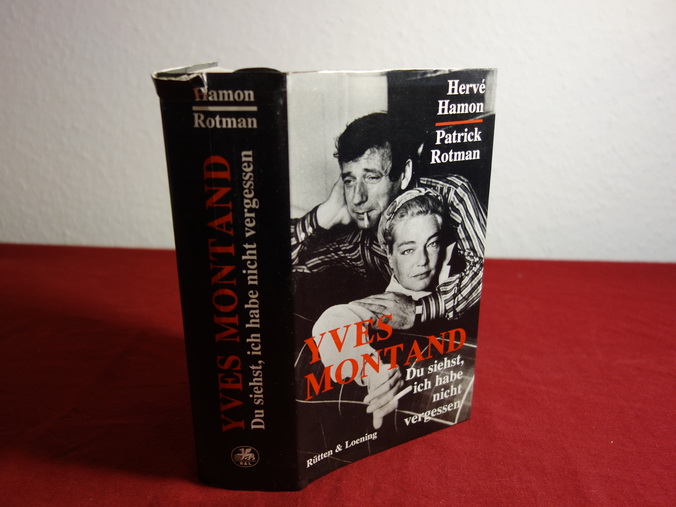 Hamon
Rotman
YVES MONTAND
Du siehst, ich habe nicht vergessen
R&L
Hervé
Hamon
Patrick
Rotman
YVES
MONTAND
Du siehst,
ich habe
nicht
vergessen
Rütten & Loening